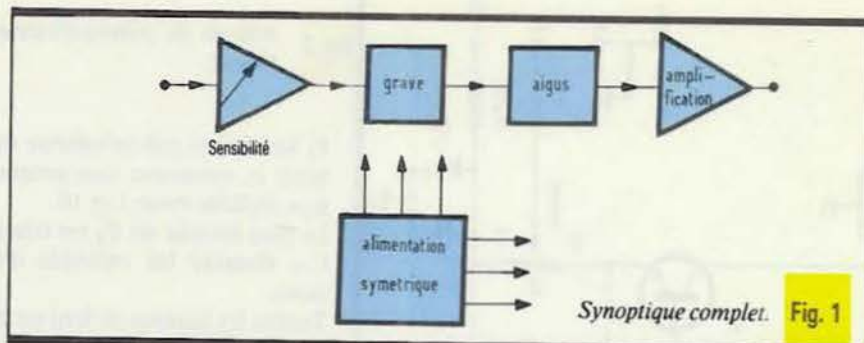 grave
aigus
ampli-
fication
Sensibilité
alimentation
symetrique
Synoptique complet.
Fig. 1